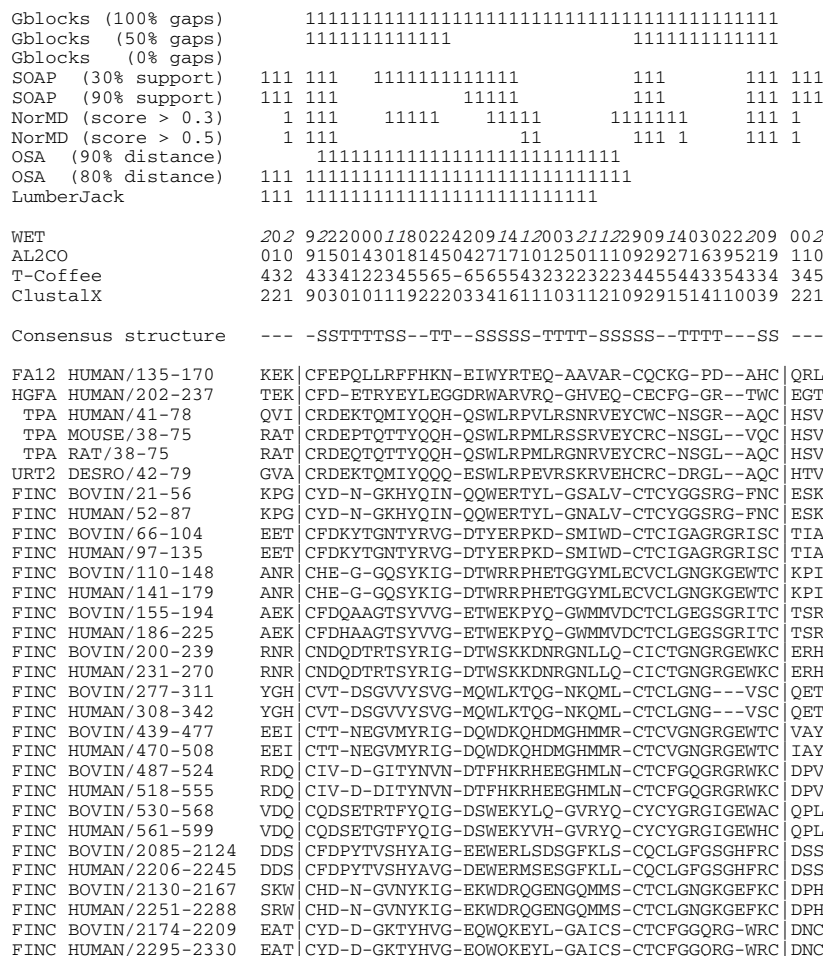 Gblocks (100% gaps)        111111111111111111111111111111111111111111
Gblocks  (50% gaps)        1111111111111                 1111111111111
Gblocks   (0% gaps)
SOAP  (30% support)    111 111   1111111111111          111       111 111
SOAP  (90% support)    111 111           11111          111       111 111
NorMD (score > 0.3)      1 111    11111    11111      1111111     111 1
NorMD (score > 0.5)      1 111                11        111 1     111 1
OSA   (90% distance)        111111111111111111111111111
OSA   (80% distance)   111 11111111111111111111111111111
LumberJack             111 11111111111111111111111111
WET                    202 922200011802242091412003211229091403022209 002
AL2CO                  010 915014301814504271710125011109292716395219 110
T-Coffee               432 4334122345565-6565543232232234455443354334 345
ClustalX               221 903010111922203341611103112109291514110039 221
Consensus structure    --- -SSTTTTSS--TT--SSSSS-TTTT-SSSSS--TTTT---SS ---
FA12 HUMAN/135-170     KEK|CFEPQLLRFFHKN-EIWYRTEQ-AAVAR-CQCKG-PD--AHC|QRL
HGFA HUMAN/202-237     TEK|CFD-ETRYEYLEGGDRWARVRQ-GHVEQ-CECFG-GR--TWC|EGT
TPA HUMAN/41-78       QVI|CRDEKTQMIYQQH-QSWLRPVLRSNRVEYCWC-NSGR--AQC|HSV
TPA MOUSE/38-75       RAT|CRDEPTQTTYQQH-QSWLRPMLRSSRVEYCRC-NSGL--VQC|HSV
TPA RAT/38-75         RAT|CRDEQTQTTYQQH-QSWLRPMLRGNRVEYCRC-NSGL--AQC|HSV
URT2 DESRO/42-79       GVA|CRDEKTQMIYQQQ-ESWLRPEVRSKRVEHCRC-DRGL--AQC|HTV
FINC BOVIN/21-56       KPG|CYD-N-GKHYQIN-QQWERTYL-GSALV-CTCYGGSRG-FNC|ESK
FINC HUMAN/52-87       KPG|CYD-N-GKHYQIN-QQWERTYL-GNALV-CTCYGGSRG-FNC|ESK
FINC BOVIN/66-104      EET|CFDKYTGNTYRVG-DTYERPKD-SMIWD-CTCIGAGRGRISC|TIA
FINC HUMAN/97-135      EET|CFDKYTGNTYRVG-DTYERPKD-SMIWD-CTCIGAGRGRISC|TIA
FINC BOVIN/110-148     ANR|CHE-G-GQSYKIG-DTWRRPHETGGYMLECVCLGNGKGEWTC|KPI
FINC HUMAN/141-179     ANR|CHE-G-GQSYKIG-DTWRRPHETGGYMLECVCLGNGKGEWTC|KPI
FINC BOVIN/155-194     AEK|CFDQAAGTSYVVG-ETWEKPYQ-GWMMVDCTCLGEGSGRITC|TSR
FINC HUMAN/186-225     AEK|CFDHAAGTSYVVG-ETWEKPYQ-GWMMVDCTCLGEGSGRITC|TSR
FINC BOVIN/200-239     RNR|CNDQDTRTSYRIG-DTWSKKDNRGNLLQ-CICTGNGRGEWKC|ERH
FINC HUMAN/231-270     RNR|CNDQDTRTSYRIG-DTWSKKDNRGNLLQ-CICTGNGRGEWKC|ERH
FINC BOVIN/277-311     YGH|CVT-DSGVVYSVG-MQWLKTQG-NKQML-CTCLGNG---VSC|QET
FINC HUMAN/308-342     YGH|CVT-DSGVVYSVG-MQWLKTQG-NKQML-CTCLGNG---VSC|QET
FINC BOVIN/439-477     EEI|CTT-NEGVMYRIG-DQWDKQHDMGHMMR-CTCVGNGRGEWTC|VAY
FINC HUMAN/470-508     EEI|CTT-NEGVMYRIG-DQWDKQHDMGHMMR-CTCVGNGRGEWTC|IAY
FINC BOVIN/487-524     RDQ|CIV-D-GITYNVN-DTFHKRHEEGHMLN-CTCFGQGRGRWKC|DPV
FINC HUMAN/518-555     RDQ|CIV-D-DITYNVN-DTFHKRHEEGHMLN-CTCFGQGRGRWKC|DPV
FINC BOVIN/530-568     VDQ|CQDSETRTFYQIG-DSWEKYLQ-GVRYQ-CYCYGRGIGEWAC|QPL
FINC HUMAN/561-599     VDQ|CQDSETGTFYQIG-DSWEKYVH-GVRYQ-CYCYGRGIGEWHC|QPL
FINC BOVIN/2085-2124   DDS|CFDPYTVSHYAIG-EEWERLSDSGFKLS-CQCLGFGSGHFRC|DSS
FINC HUMAN/2206-2245   DDS|CFDPYTVSHYAVG-DEWERMSESGFKLL-CQCLGFGSGHFRC|DSS
FINC BOVIN/2130-2167   SKW|CHD-N-GVNYKIG-EKWDRQGENGQMMS-CTCLGNGKGEFKC|DPH
FINC HUMAN/2251-2288   SRW|CHD-N-GVNYKIG-EKWDRQGENGQMMS-CTCLGNGKGEFKC|DPH
FINC BOVIN/2174-2209   EAT|CYD-D-GKTYHVG-EQWQKEYL-GAICS-CTCFGGQRG-WRC|DNC
FINC HUMAN/2295-2330   EAT|CYD-D-GKTYHVG-EQWQKEYL-GAICS-CTCFGGQRG-WRC|DNC